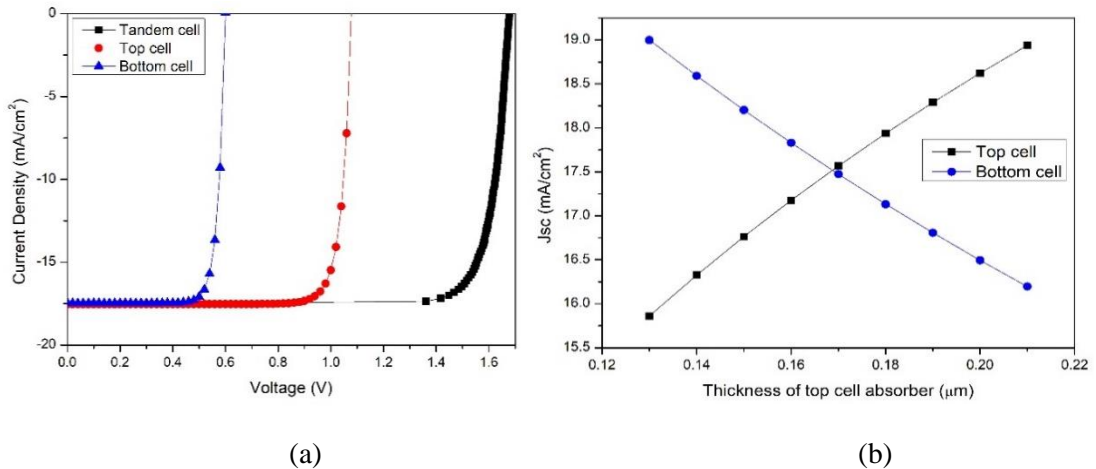 Tandem cell
Top cell
Bottom cell
0
-5
-10
-15
-20
Current Density (mA/cm²)
0.0 0.2 0.4 0.6 0.8 1.0 1.2 1.4 1.6
Voltage (V)
(a)
Top cell
Bottom cell
19.0
18.5
18.0
17.5
17.0
16.5
16.0
15.5
Jsc (mA/cm²)
0.12 0.14 0.16 0.18 0.20 0.22
Thickness of top cell absorber (μm)
(b)